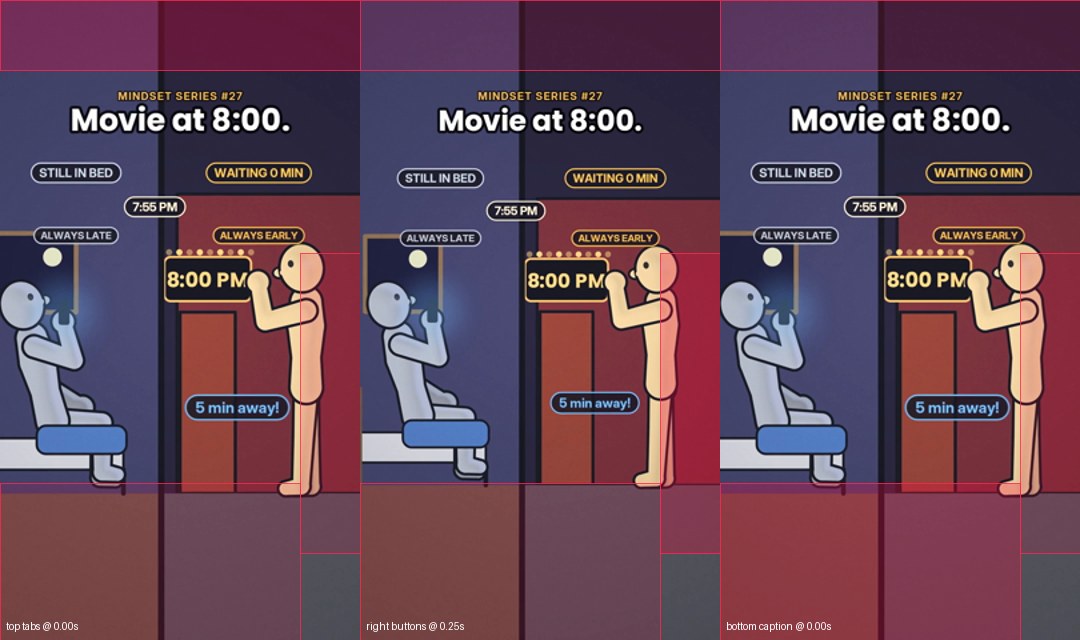 MINDSET SERIES #27
Movie at 8:00.
STILL IN BED
WAITING 0 MIN
7:55 PM
ALWAYS LATE
ALWAYS EARLY
8:00 PM
5 min away!
top tabs @ 0.00s
MINDSET SERIES #27
Movie at 8:00.
STILL IN BED
WAITING 0 MIN
7:55 PM
ALWAYS LATE
ALWAYS EARLY
8:00 PM
5 min away!
right buttons @ 0.25s
MINDSET SERIES #27
Movie at 8:00.
STILL IN BED
WAITING 0 MIN
7:55 PM
ALWAYS LATE
ALWAYS EARLY
8:00 PM
5 min away!
bottom caption @ 0.00s